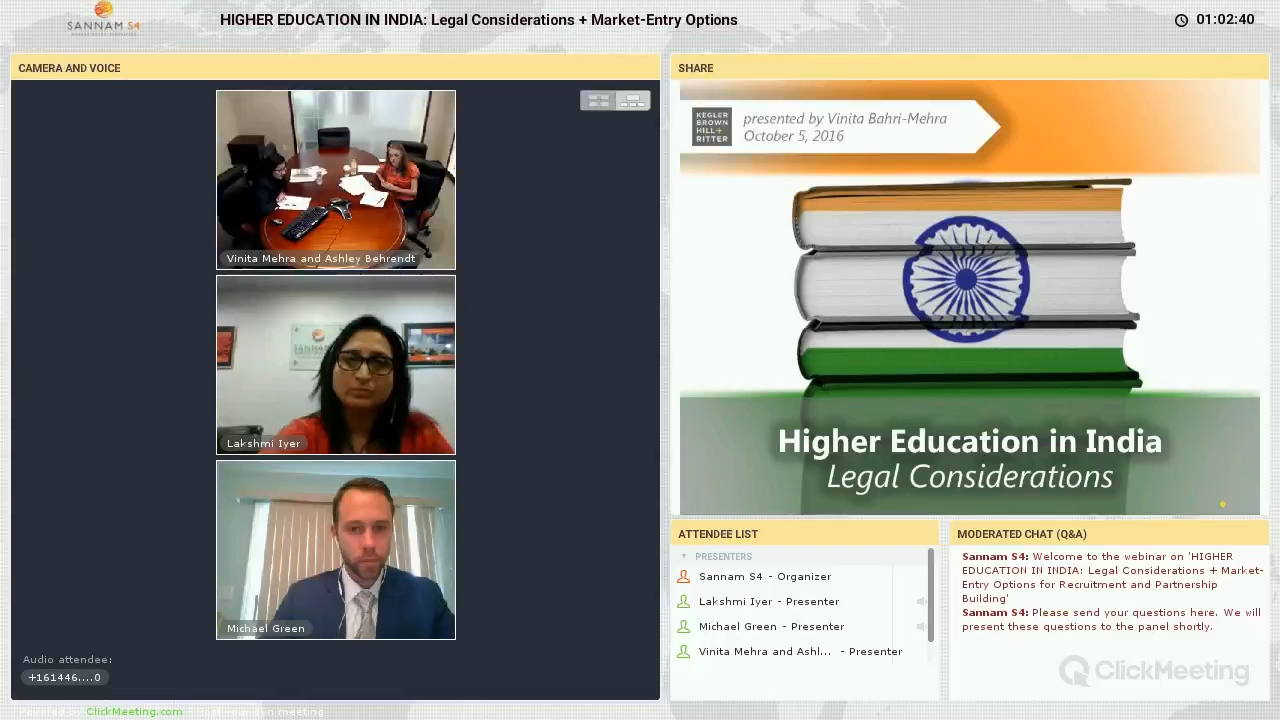 SANNAM S4
HIGHER EDUCATION IN INDIA: Legal Considerations + Market-Entry Options
01:02:40
CAMERA AND VOICE
Vinita Mehra and Ashley Behrendt
SANNAM
Lakshmi Iyer
Michael Green
Audio attendee:
+161446....0
Powered by ClickMeeting.com
SHARE
KEGLER
BROWN
HILL+
RITTER
presented by Vinita Bahri-Mehra
October 5, 2016
Higher Education in India
Legal Considerations
ATTENDEE LIST
PRESENTERS
Sannam S4 - Organizer
Lakshmi Iyer - Presenter
Michael Green - Presenter
Vinita Mehra and Ashl... - Presenter
MODERATED CHAT (Q&A)
Sannam S4: Welcome to the webinar on 'HIGHER
EDUCATION IN INDIA: Legal Considerations + Market-
Entry Options for Recruitment and Partnership
Building'
Sannam S4: Please send your questions here. We will
present these questions to the panel shortly.
ClickMeeting